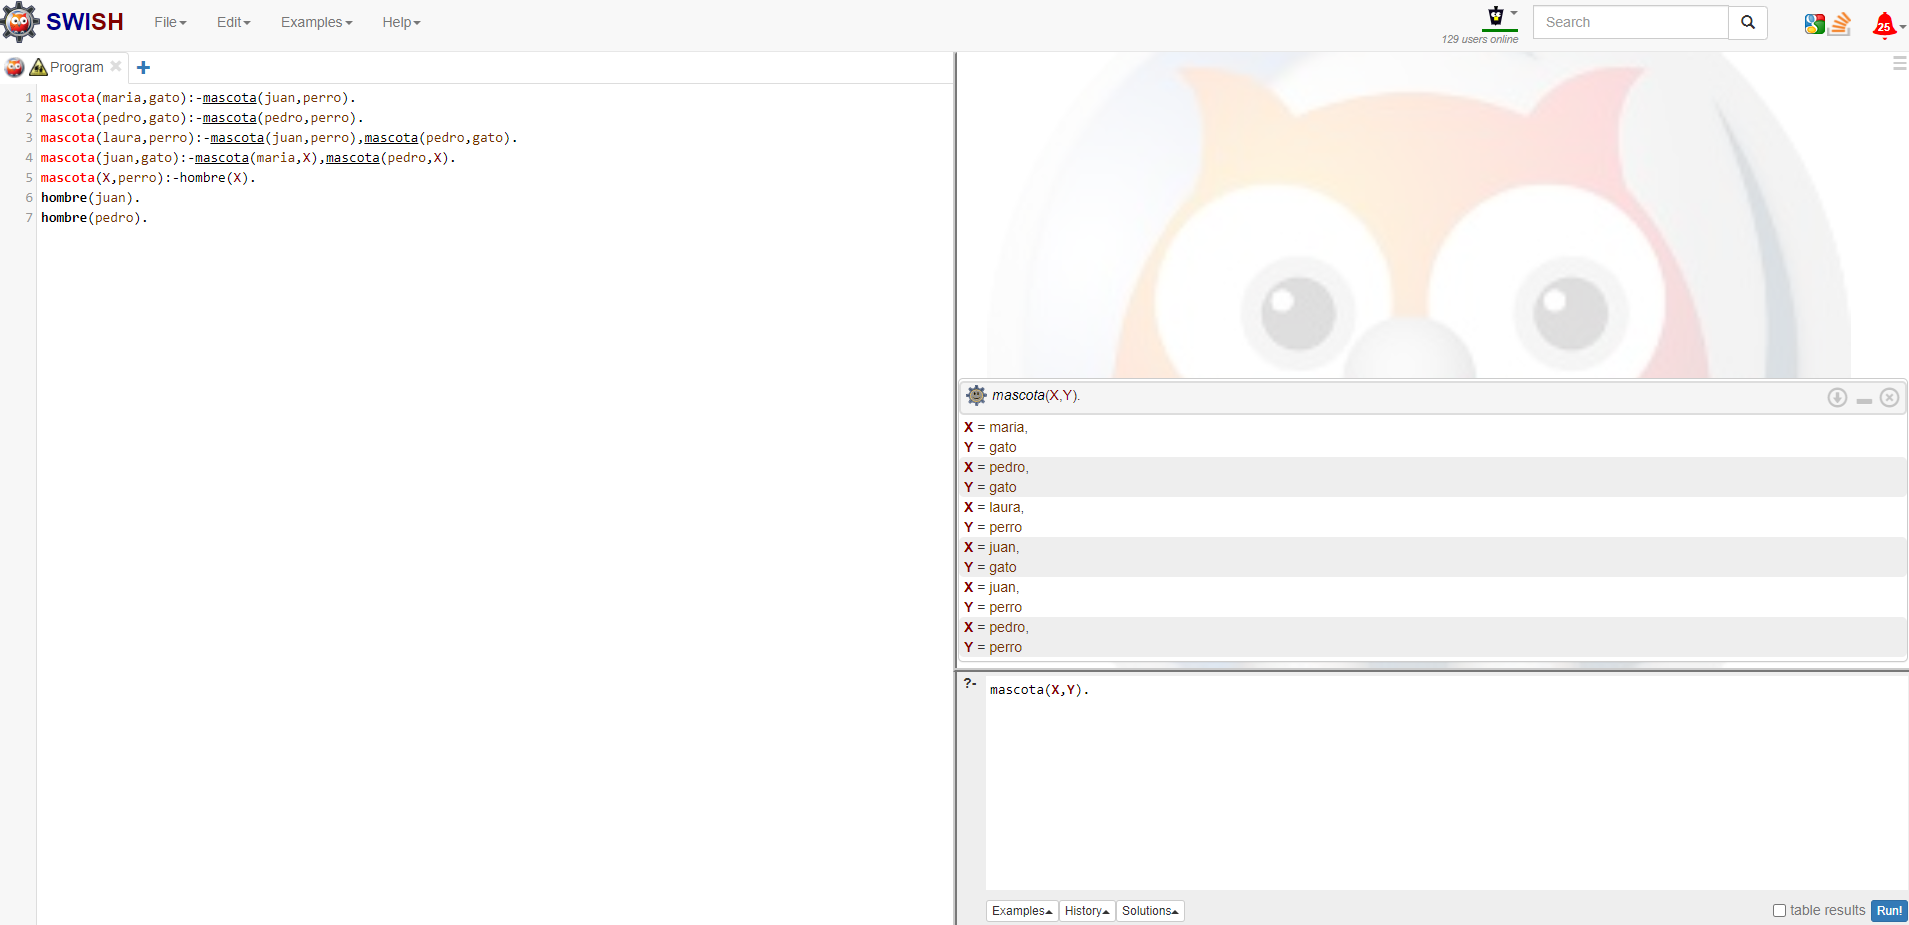 SWISH File Edit Examples Help 129 users online Search 25
Program
1 mascota(maria,gato):-mascota(juan,perro).
2 mascota(pedro,gato):-mascota(pedro,perro).
3 mascota(laura,perro):-mascota(juan,perro),mascota(pedro,gato).
4 mascota(juan,gato):-mascota(maria,X),mascota(pedro,X).
5 mascota(X,perro):-hombre(X).
6 hombre(juan).
7 hombre(pedro).
mascota(X,Y).
X = maria,
Y = gato
X = pedro,
Y = gato
X = laura,
Y = perro
X = juan,
Y = gato
X = juan,
Y = perro
X = pedro,
Y = perro
?- mascota(X,Y).
Examples History Solutions table results Run!